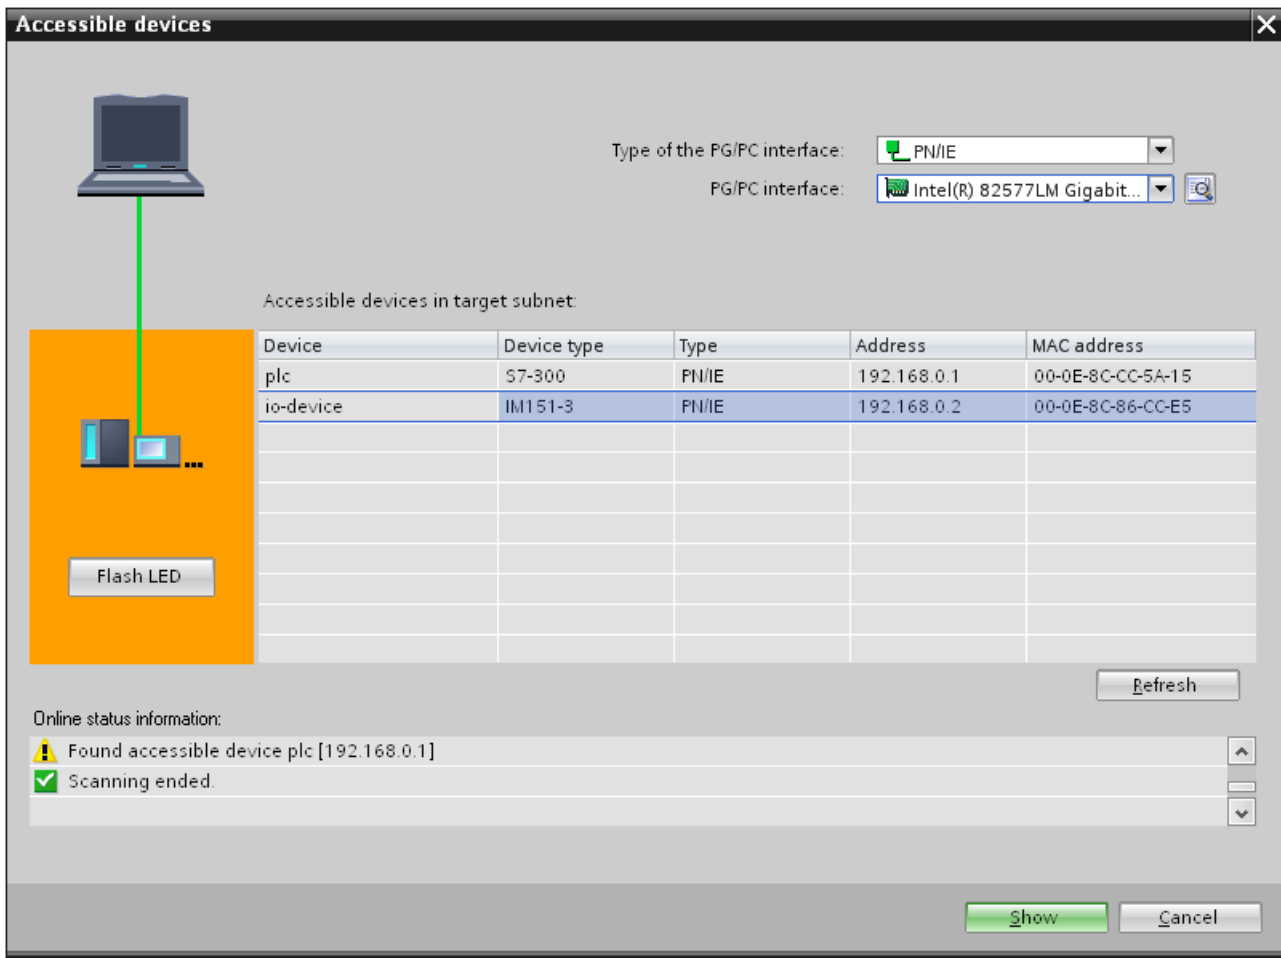 Accessible devices
Type of the PG/PC interface: PN/IE
PG/PC interface: Intel(R) 82577LM Gigabit...
Accessible devices in target subnet:
Device Device type Type Address MAC address
plc S7-300 PN/IE 192.168.0.1 00-0E-8C-CC-5A-15
io-device IM151-3 PN/IE 192.168.0.2 00-0E-8C-86-CC-E5
...
Flash LED
Refresh
Online status information:
Found accessible device plc [192.168.0.1]
Scanning ended.
Show Cancel